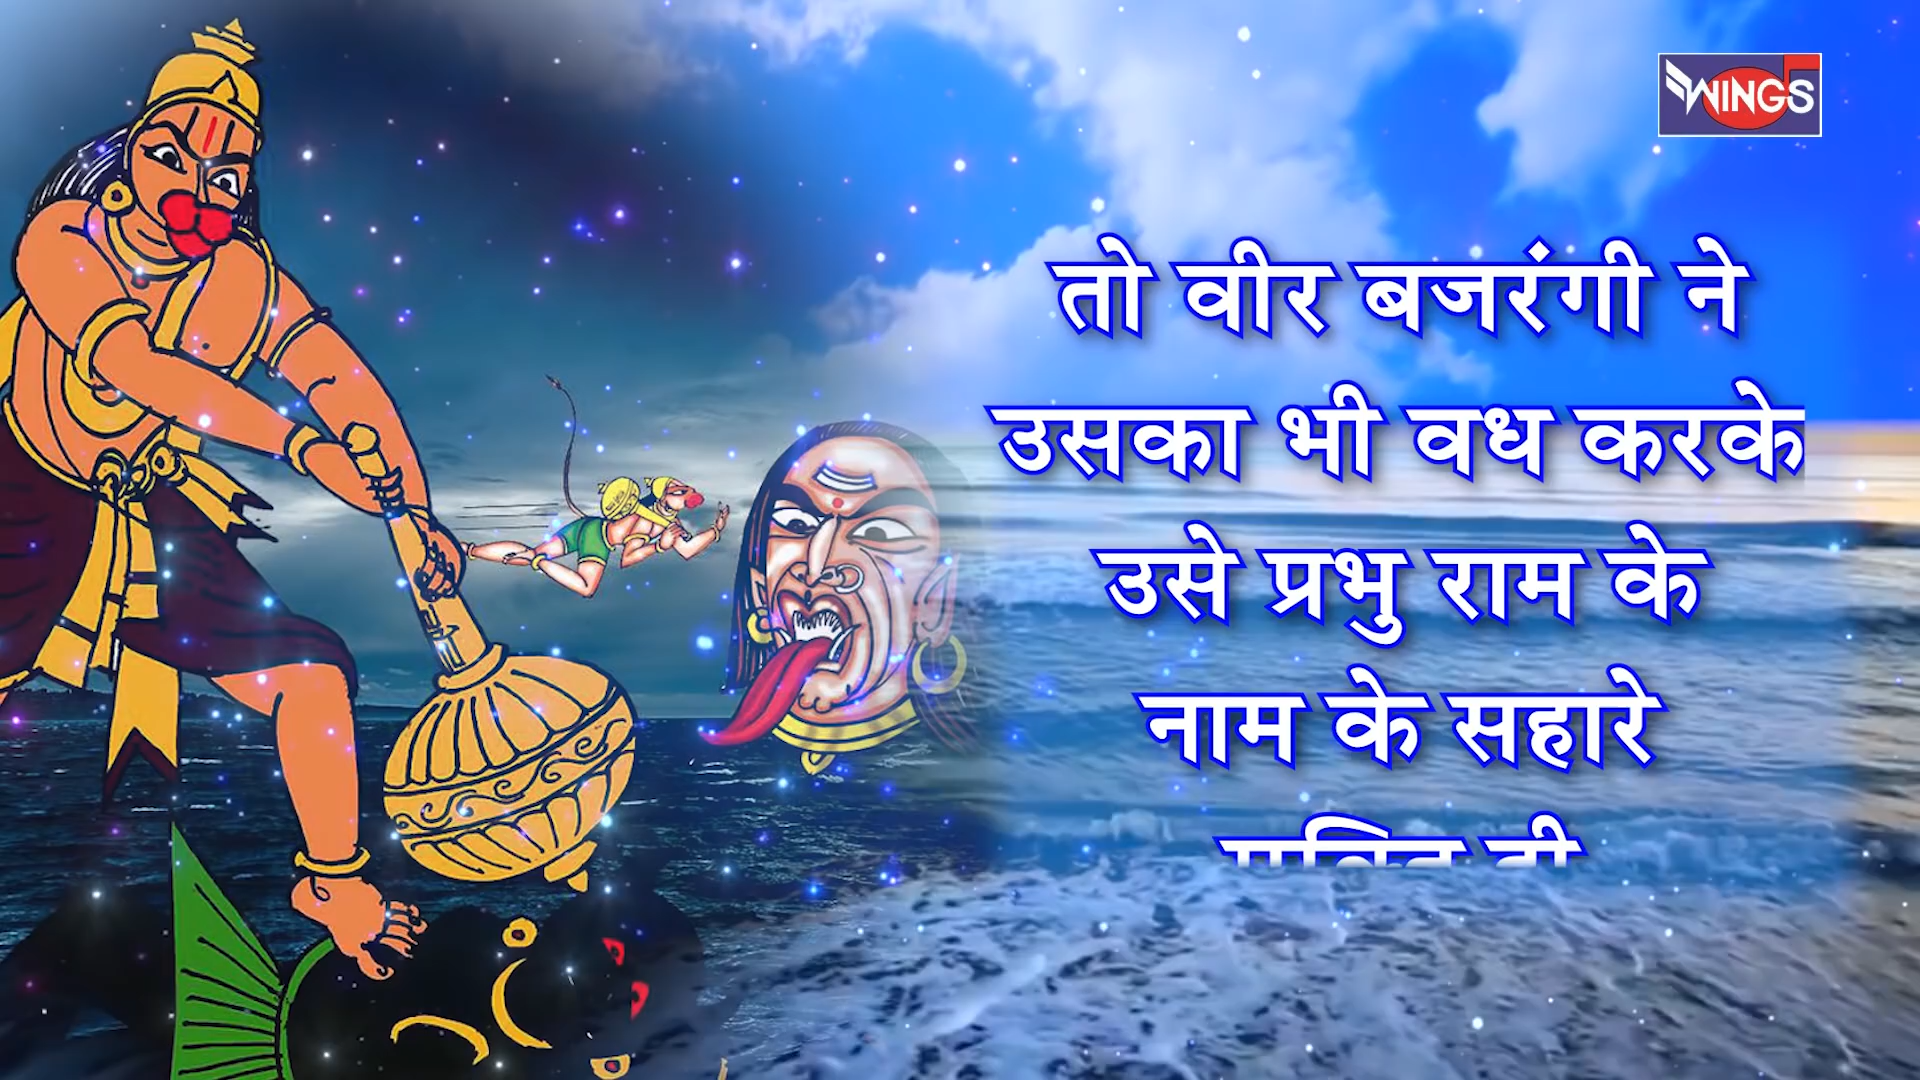 WINGS
तो वीर बजरंगी ने
उसका भी वध करके
उसे प्रभु राम के
नाम के सहारे